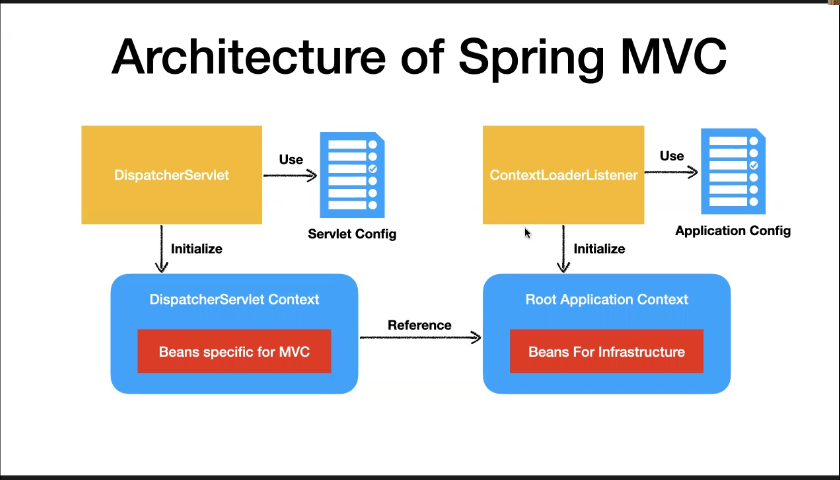 Architecture of Spring MVC
DispatcherServlet
Use
Servlet Config
ContextLoaderListener
Use
Application Config
Initialize
Initialize
DispatcherServlet Context
Beans specific for MVC
Reference
Root Application Context
Beans For Infrastructure